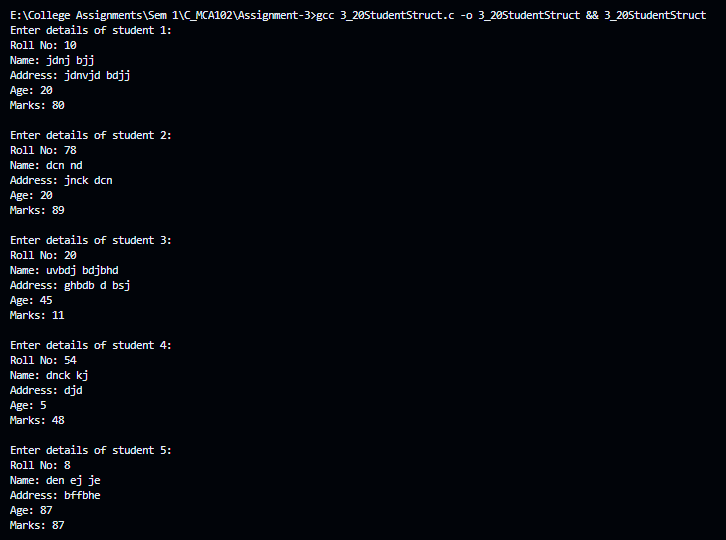 E:\College Assignments\Sem 1\C_MCA102\Assignment-3>gcc 3_20StudentStruct.c -o 3_20StudentStruct && 3_20StudentStruct
Enter details of student 1:
Roll No: 10
Name: jdnj bjj
Address: jdnvjd bdjj
Age: 20
Marks: 80

Enter details of student 2:
Roll No: 78
Name: dcn nd
Address: jnck dcn
Age: 20
Marks: 89

Enter details of student 3:
Roll No: 20
Name: uvbdj bdjbhd
Address: ghbdb d bsj
Age: 45
Marks: 11

Enter details of student 4:
Roll No: 54
Name: dnck kj
Address: djd
Age: 5
Marks: 48

Enter details of student 5:
Roll No: 8
Name: den ej je
Address: bffbhe
Age: 87
Marks: 87